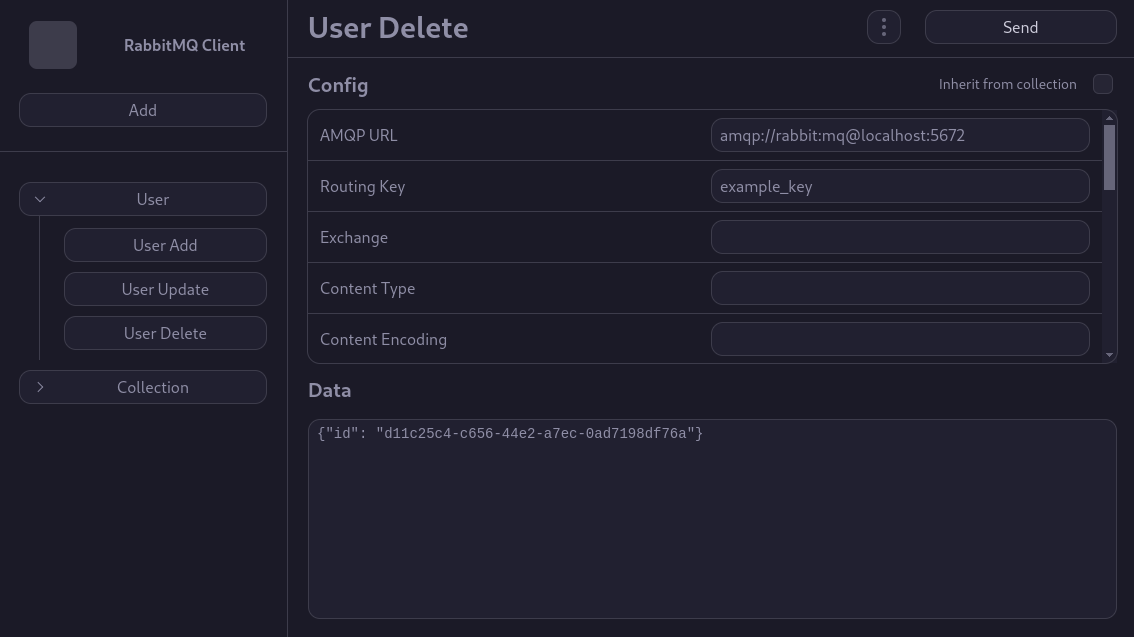 RabbitMQ Client
Add
User
User Add
User Update
User Delete
Collection
User Delete
Send
Config
Inherit from collection
AMQP URL
amqp://rabbit:mq@localhost:5672
Routing Key
example_key
Exchange
Content Type
Content Encoding
Data
{"id": "d11c25c4-c656-44e2-a7ec-0ad7198df76a"}